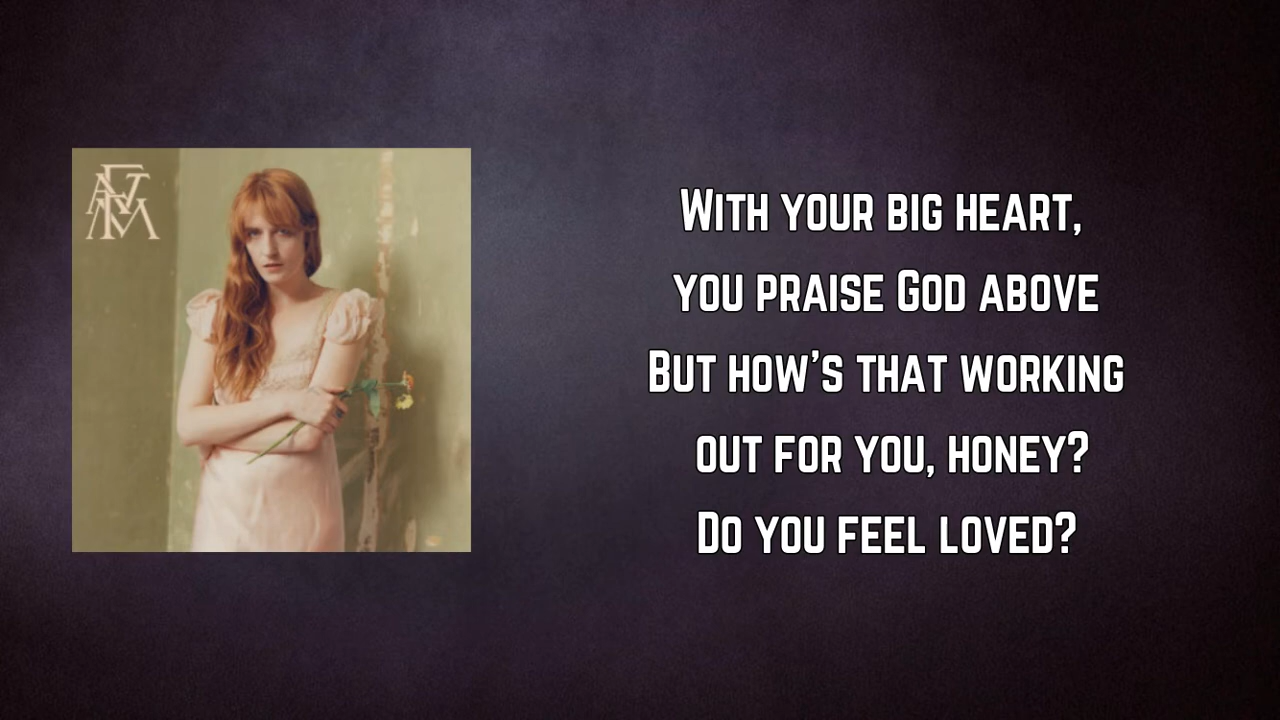 With your big heart,
you praise God above
But how's that working
out for you, honey?
Do you feel loved?